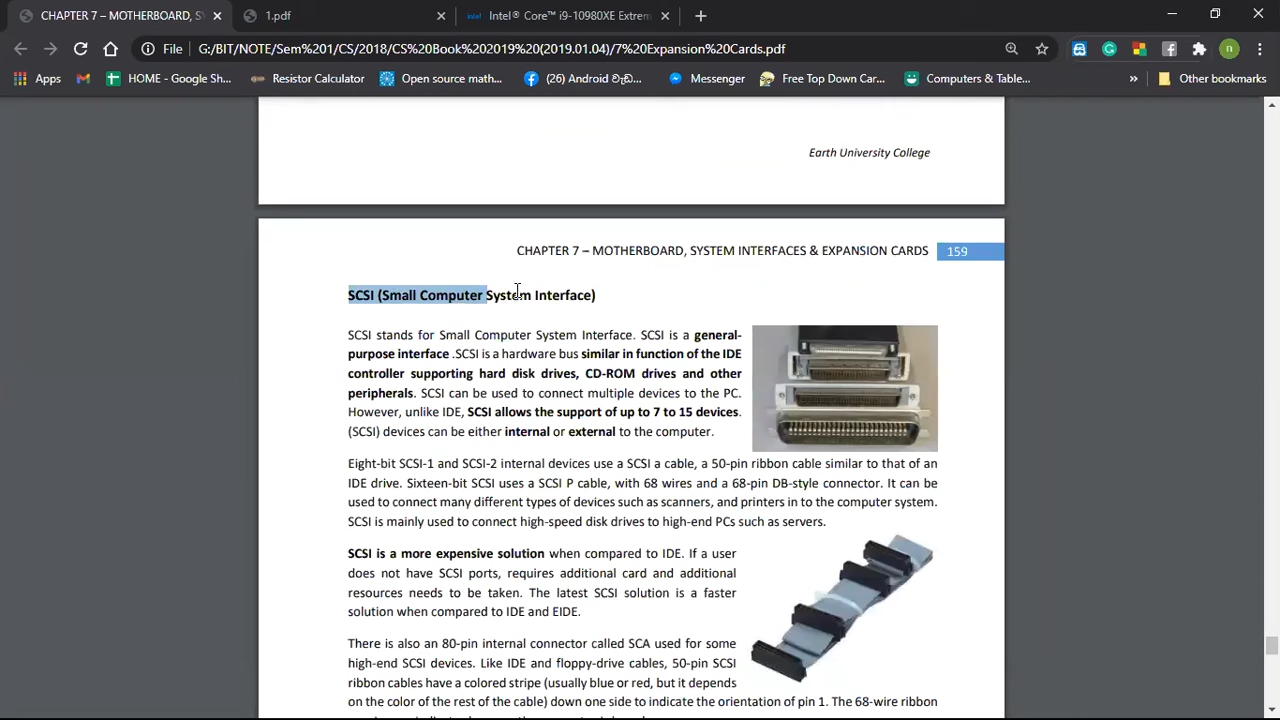 CHAPTER 7 – MOTHERBOARD, SY
1.pdf
intel Intel® Core™ i9-10980XE Extrem
File G:/BIT/NOTE/Sem%201/CS/2018/CS%20Book%202019%20(2019.01.04)/7%20Expansion%20Cards.pdf
n
Apps HOME - Google Sh... Resistor Calculator Open source math... (26) Android වැඩි... Messenger Free Top Down Car... Computers & Table... » Other bookmarks
Earth University College
CHAPTER 7 – MOTHERBOARD, SYSTEM INTERFACES & EXPANSION CARDS 159
SCSI (Small Computer System Interface)
SCSI stands for Small Computer System Interface. SCSI is a general-
purpose interface .SCSI is a hardware bus similar in function of the IDE
controller supporting hard disk drives, CD-ROM drives and other
peripherals. SCSI can be used to connect multiple devices to the PC.
However, unlike IDE, SCSI allows the support of up to 7 to 15 devices.
(SCSI) devices can be either internal or external to the computer.
Eight-bit SCSI-1 and SCSI-2 internal devices use a SCSI a cable, a 50-pin ribbon cable similar to that of an
IDE drive. Sixteen-bit SCSI uses a SCSI P cable, with 68 wires and a 68-pin DB-style connector. It can be
used to connect many different types of devices such as scanners, and printers in to the computer system.
SCSI is mainly used to connect high-speed disk drives to high-end PCs such as servers.
SCSI is a more expensive solution when compared to IDE. If a user
does not have SCSI ports, requires additional card and additional
resources needs to be taken. The latest SCSI solution is a faster
solution when compared to IDE and EIDE.
There is also an 80-pin internal connector called SCA used for some
high-end SCSI devices. Like IDE and floppy-drive cables, 50-pin SCSI
ribbon cables have a colored stripe (usually blue or red, but it depends
on the color of the rest of the cable) down one side to indicate the orientation of pin 1. The 68-wire ribbon